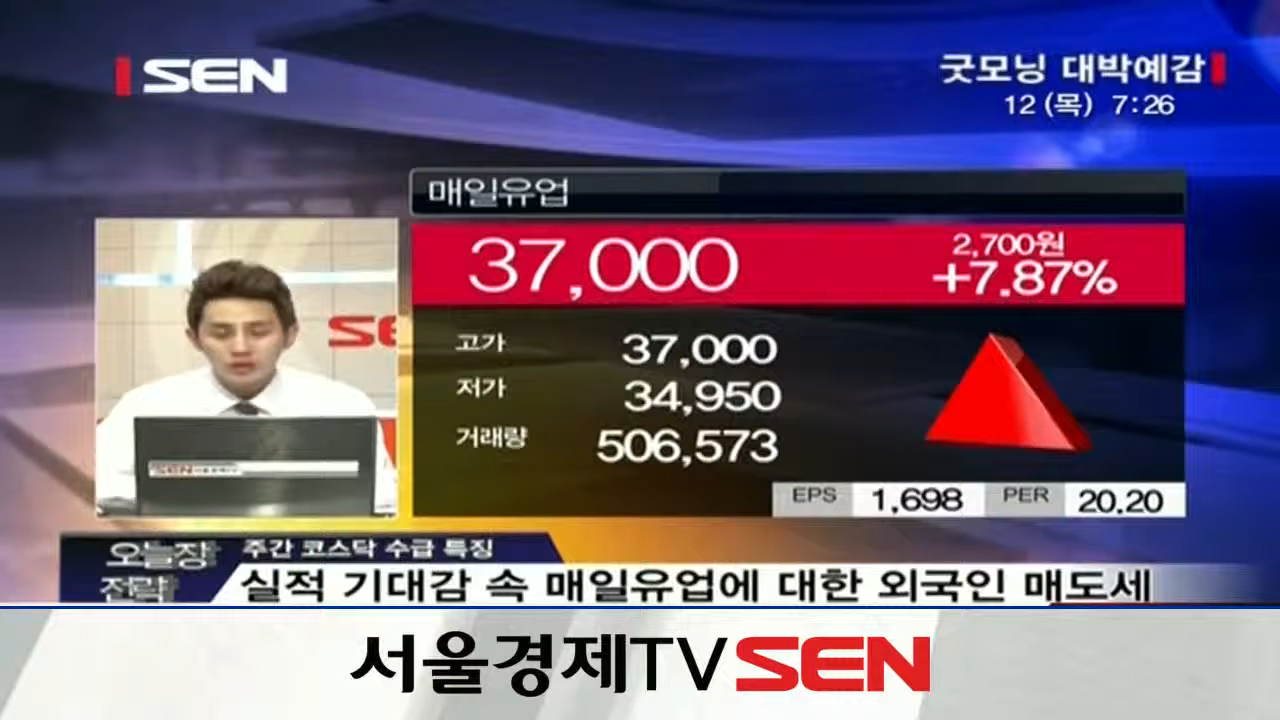 SEN
굿모닝 대박예감
12 (목) 7:26
매일유업
37,000
2,700원
+7.87%
고가 37,000
저가 34,950
거래량 506,573
EPS 1,698 PER 20.20
SEN
SEN
오늘장
전략
주간 코스닥 수급 특징
실적 기대감 속 매일유업에 대한 외국인 매도세
서울경제TV SEN